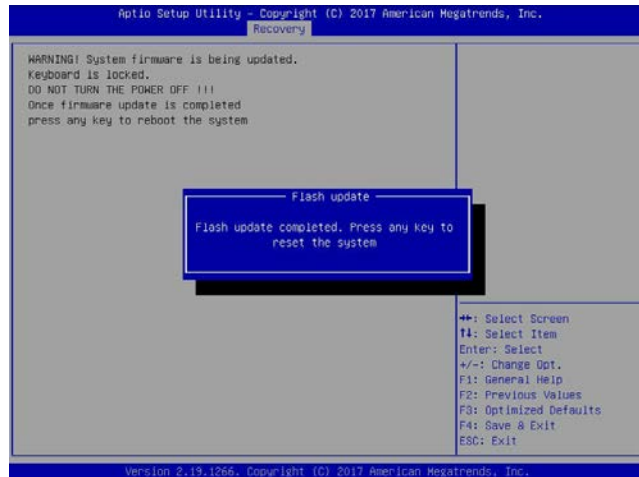 Aptio Setup Utility - Copyright (C) 2017 American Megatrends, Inc.
Recovery
WARNING! System firmware is being updated.
Keyboard is locked.
DO NOT TURN THE POWER OFF !!!
Once firmware update is completed
press any key to reboot the system
Flash update
Flash update completed. Press any key to
reset the system
→←: Select Screen
↑↓: Select Item
Enter: Select
+/-: Change Opt.
F1: General Help
F2: Previous Values
F3: Optimized Defaults
F4: Save & Exit
ESC: Exit
Version 2.19.1266. Copyright (C) 2017 American Megatrends, Inc.